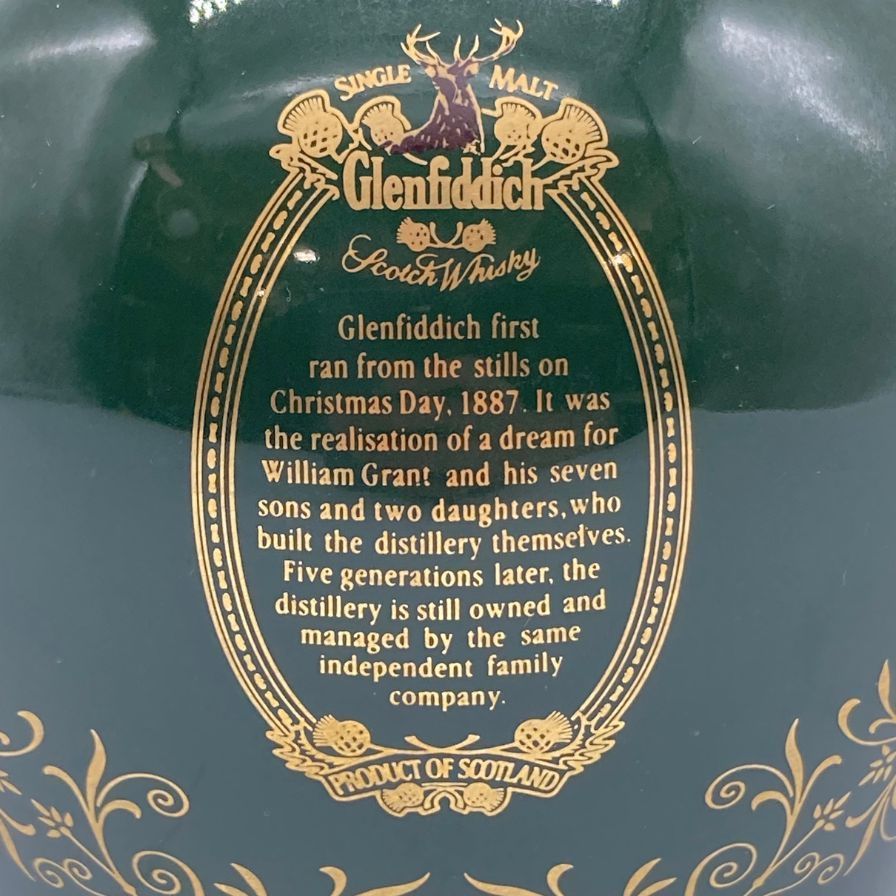 SINGLE MALT
Glenfiddich
Scotch Whisky
Glenfiddich first
ran from the stills on
Christmas Day, 1887. It was
the realisation of a dream for
William Grant and his seven
sons and two daughters, who
built the distillery themselves.
Five generations later, the
distillery is still owned and
managed by the same
independent family
company.
PRODUCT OF SCOTLAND